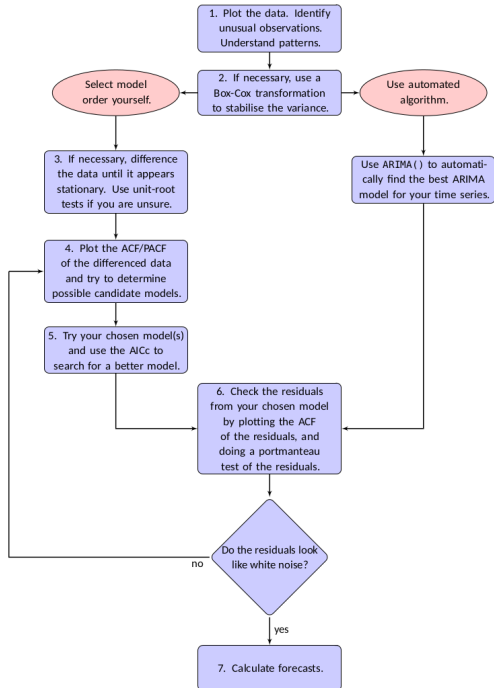 1. Plot the data. Identify
unusual observations.
Understand patterns.
Select model
order yourself.
2. If necessary, use a
Box-Cox transformation
to stabilise the variance.
Use automated
algorithm.
3. If necessary, difference
the data until it appears
stationary. Use unit-root
tests if you are unsure.
Use ARIMA() to automati-
cally find the best ARIMA
model for your time series.
4. Plot the ACF/PACF
of the differenced data
and try to determine
possible candidate models.
5. Try your chosen model(s)
and use the AICc to
search for a better model.
6. Check the residuals
from your chosen model
by plotting the ACF
of the residuals, and
doing a portmanteau
test of the residuals.
Do the residuals look
like white noise?
no
yes
7. Calculate forecasts.